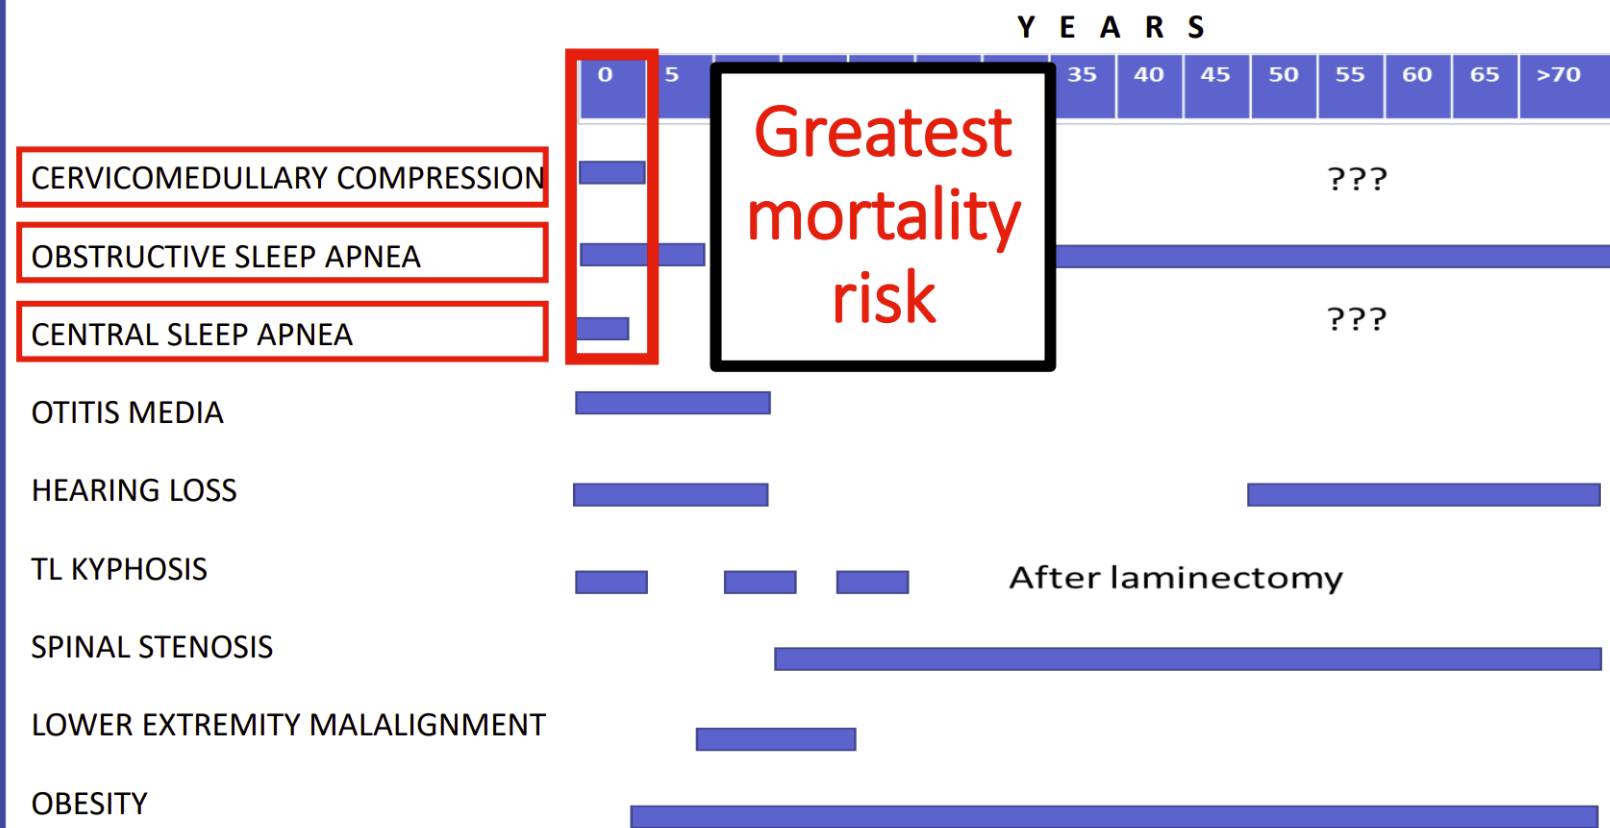 Y E A R S
0 5 35 40 45 50 55 60 65 >70
Greatest
mortality
risk
CERVICOMEDULLARY COMPRESSION ???
OBSTRUCTIVE SLEEP APNEA
CENTRAL SLEEP APNEA ???
OTITIS MEDIA
HEARING LOSS
TL KYPHOSIS After laminectomy
SPINAL STENOSIS
LOWER EXTREMITY MALALIGNMENT
OBESITY